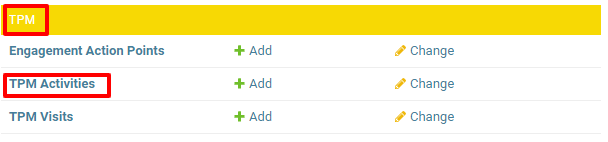 TPM
Engagement Action Points Add Change
TPM Activities Add Change
TPM Visits Add Change